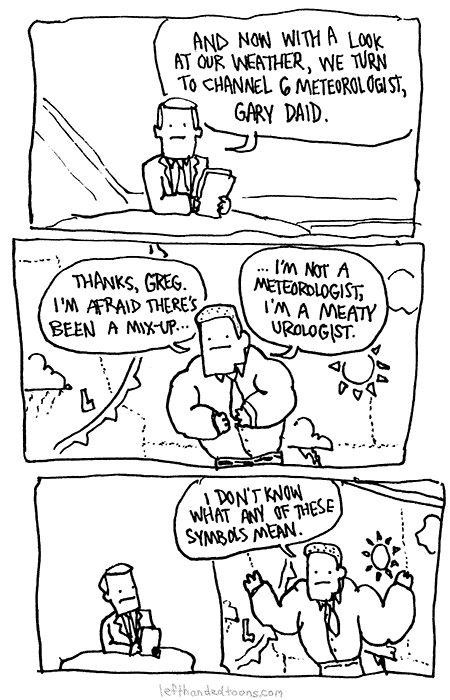 AND NOW WITH A LOOK
AT OUR WEATHER, WE TURN
TO CHANNEL 6 METEOROLOGIST,
GARY DAID.
THANKS, GREG.
I'M AFRAID THERE'S
BEEN A MIX-UP...
... I'M NOT A
METEOROLOGIST,
I'M A MEATY
UROLOGIST.
I DON'T KNOW
WHAT ANY OF THESE
SYMBOLS MEAN.
lefthandedtoons.com